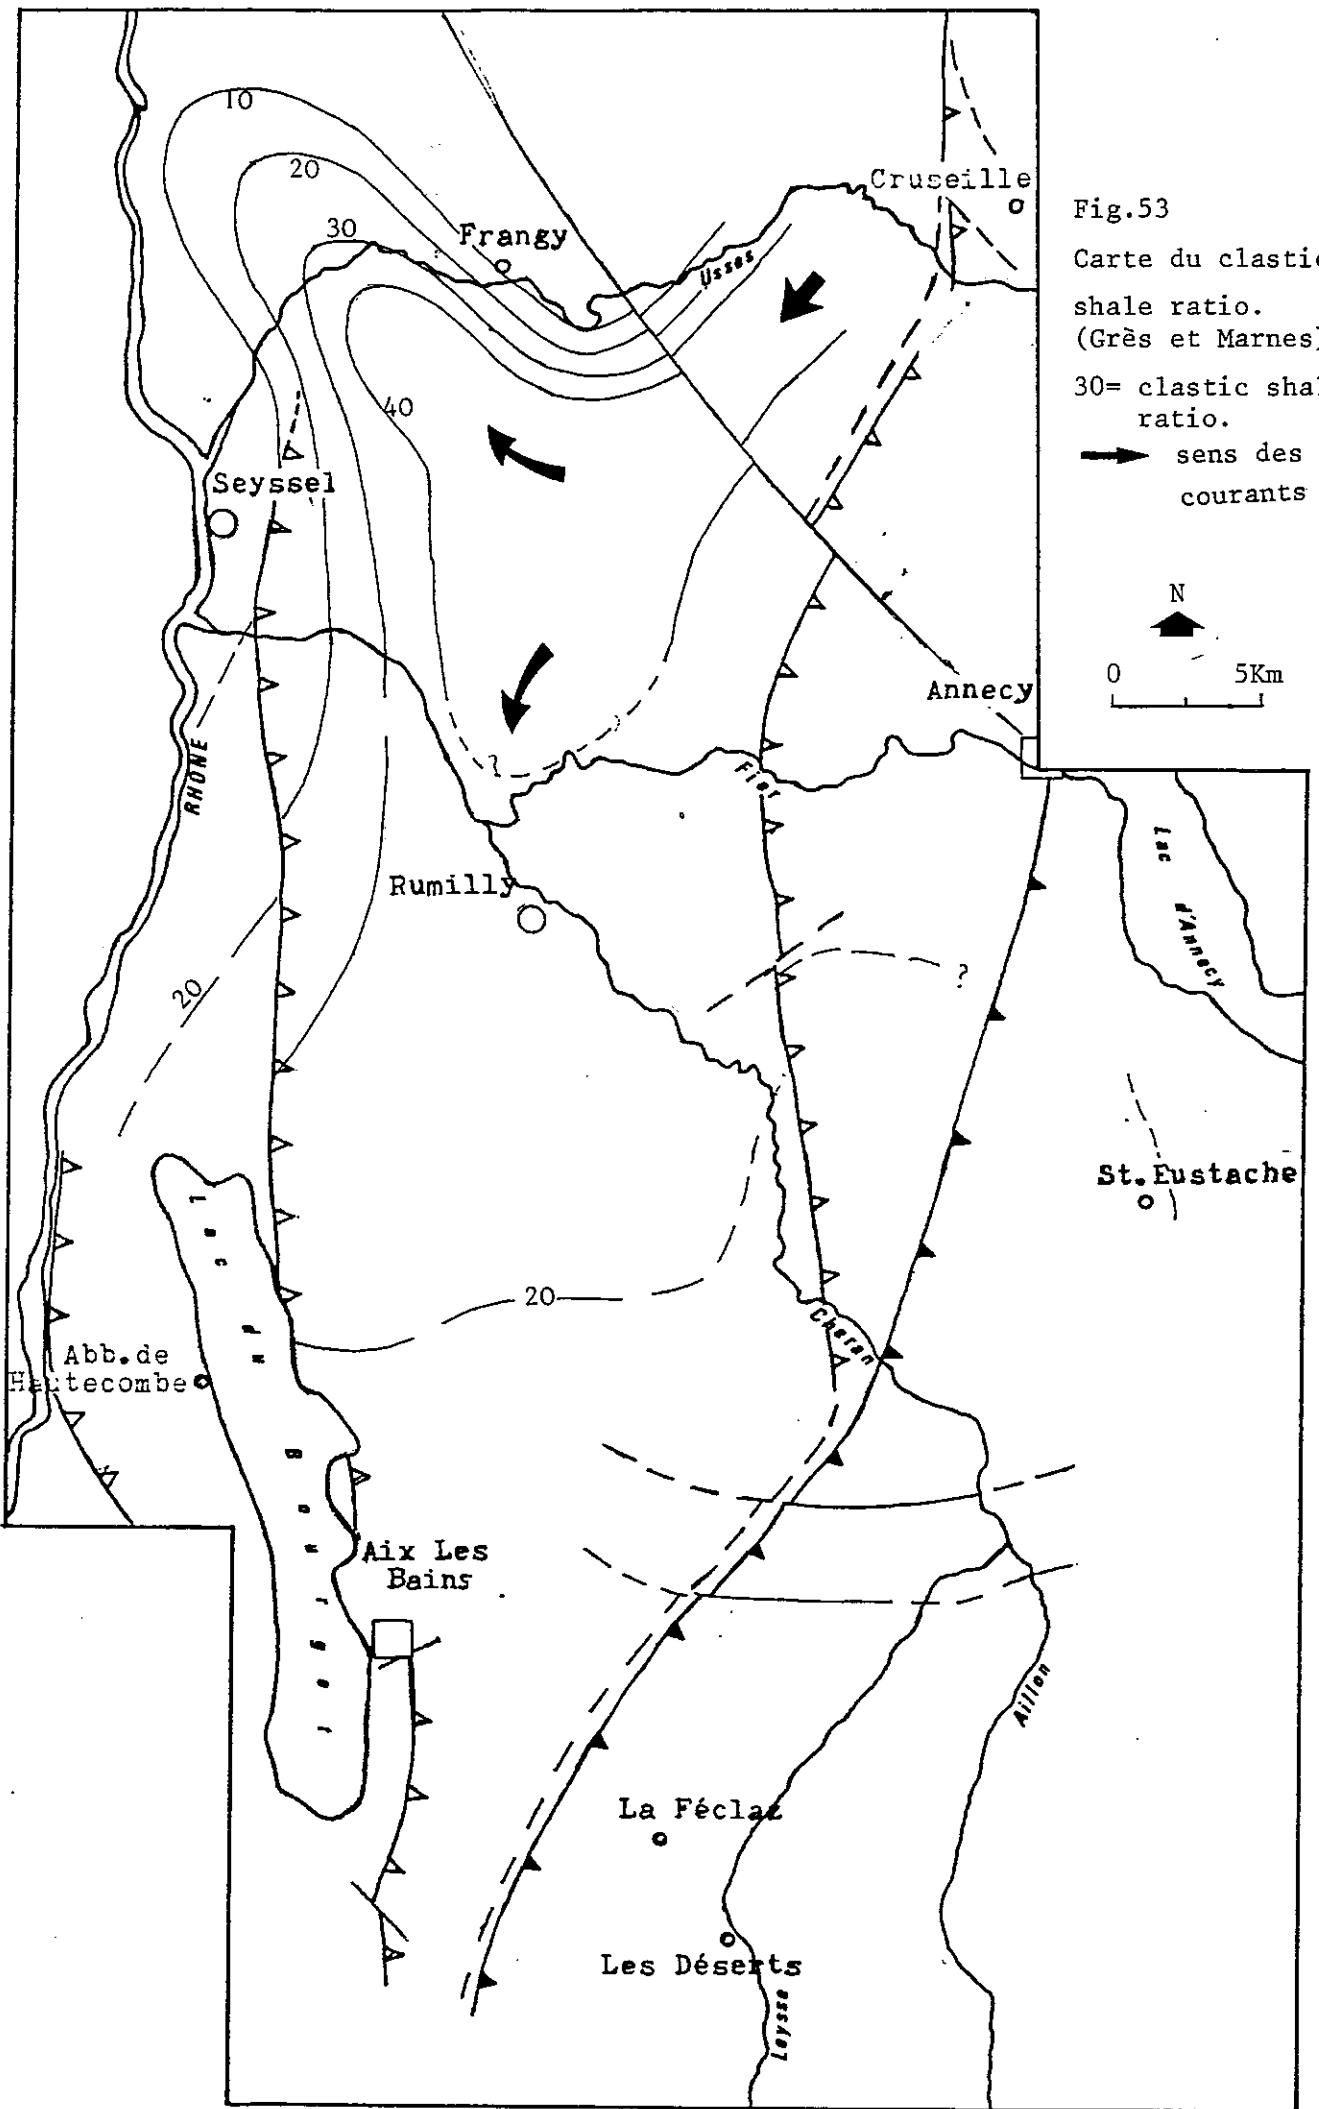 Fig.53
Carte du clastic
shale ratio.
(Grès et Marnes)
30= clastic shal
ratio.
sens des
courants
N
0 5Km
10
20
30
40
Cruseille
Frangy
Usses
Seyssel
Annecy
RHÔNE
Fier
Lac
d'Annecy
Rumilly
?
20
?
St.Eustache
20
Cheran
Abb.de
Hautecombe
Lac du Bourget
Aix Les
Bains
Aillon
La Féclaz
Les Déserts
Leysse